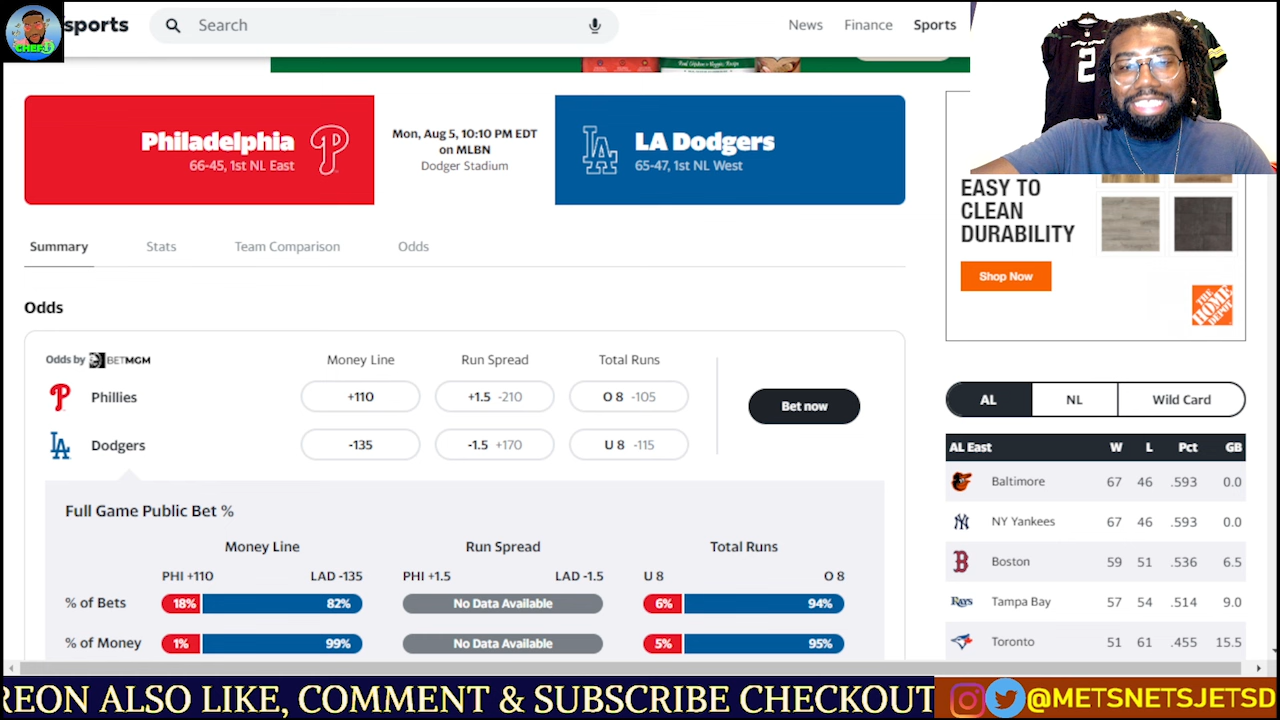 CHEFJ
sports
Search
News Finance Sports
Philadelphia
66-45, 1st NL East
P
Mon, Aug 5, 10:10 PM EDT
on MLBN
Dodger Stadium
LA
LA Dodgers
65-47, 1st NL West
2
EASY TO
CLEAN
DURABILITY
Shop Now
THE
HOME
DEPOT
Summary Stats Team Comparison Odds
Odds
Odds by BETMGM
Money Line Run Spread Total Runs
P Phillies +110 +1.5 -210 O 8 -105
LA Dodgers -135 -1.5 +170 U 8 -115
Bet now
Full Game Public Bet %
Money Line Run Spread Total Runs
PHI +110 LAD -135 PHI +1.5 LAD -1.5 U 8 O 8
% of Bets 18% 82% No Data Available 6% 94%
% of Money 1% 99% No Data Available 5% 95%
AL NL Wild Card
AL East W L Pct GB
Baltimore 67 46 .593 0.0
NY Yankees 67 46 .593 0.0
B Boston 59 51 .536 6.5
Rays Tampa Bay 57 54 .514 9.0
Toronto 51 61 .455 15.5
REON ALSO LIKE, COMMENT & SUBSCRIBE CHECKOUT
@METSNETSJETSD